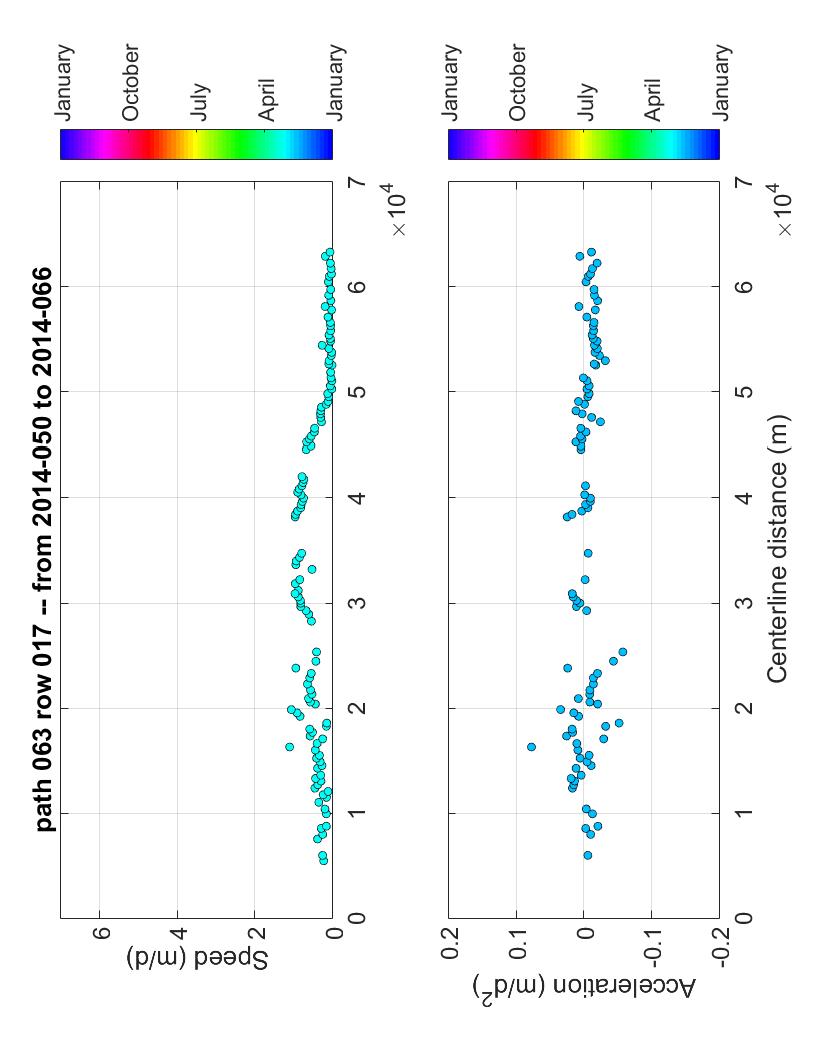 path 063 row 017 -- from 2014-050 to 2014-066
Speed (m/d)
0
2
4
6
0
1
2
3
4
5
6
7
×10⁴
January
April
July
October
January
Acceleration (m/d²)
-0.2
-0.1
0
0.1
0.2
0
1
2
3
4
5
6
7
×10⁴
Centerline distance (m)
January
April
July
October
January